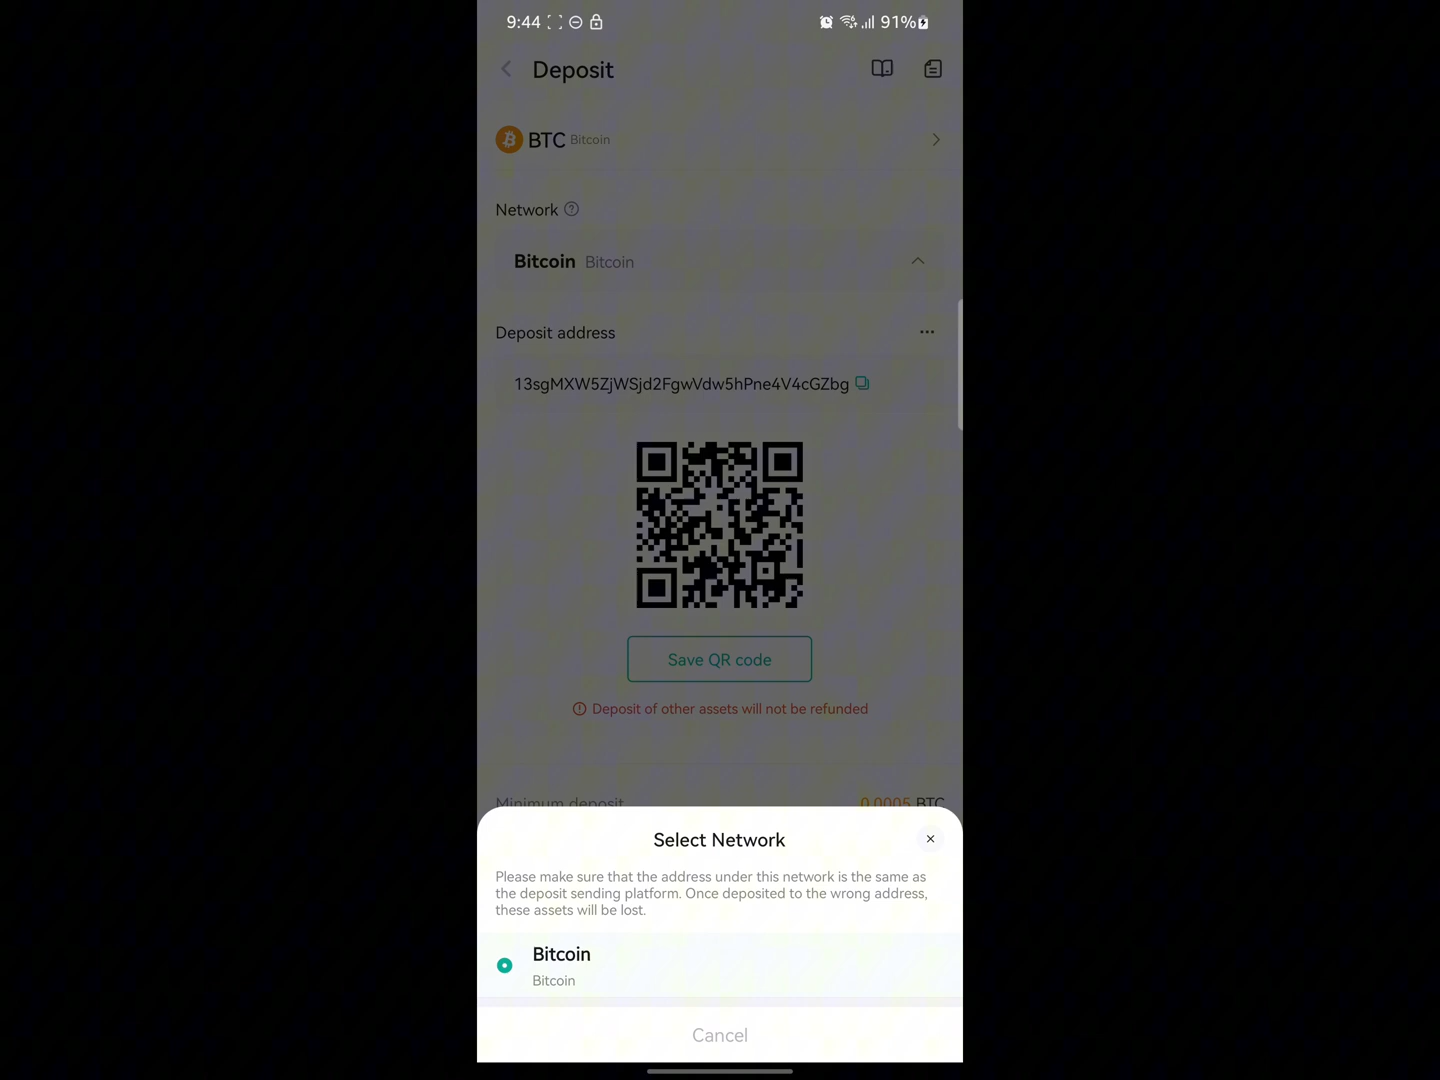 9:44 91%
Deposit
BTC Bitcoin
Network
Bitcoin Bitcoin
Deposit address
13sgMXW5ZjWSjd2FgwVdw5hPne4V4cGZbg
Save QR code
Deposit of other assets will not be refunded
Minimum deposit 0.0005 BTC
Select Network
Please make sure that the address under this network is the same as
the deposit sending platform. Once deposited to the wrong address,
these assets will be lost.
Bitcoin
Bitcoin
Cancel